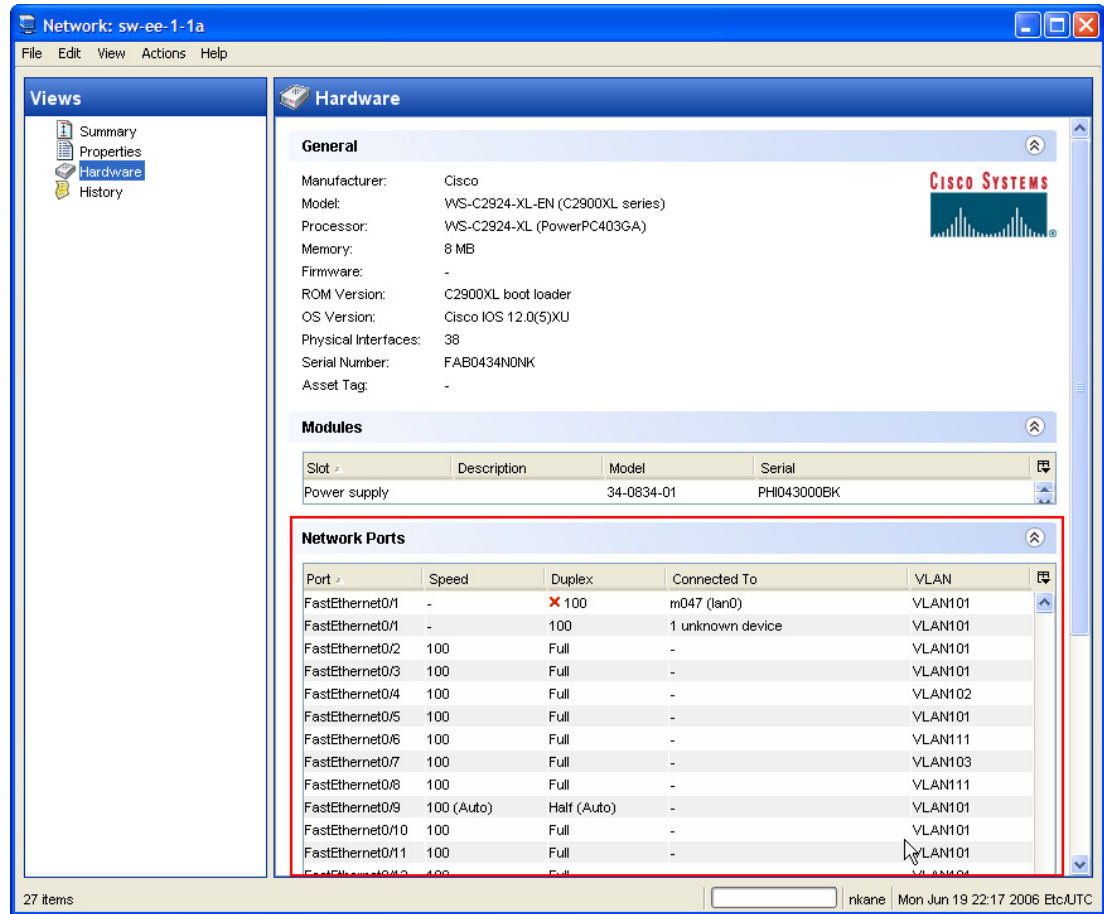 Network: sw-ee-1-1a
File Edit View Actions Help
Views
Summary
Properties
Hardware
History
Hardware
General
Manufacturer: Cisco
Model: WS-C2924-XL-EN (C2900XL series)
Processor: WS-C2924-XL (PowerPC403GA)
Memory: 8 MB
Firmware: -
ROM Version: C2900XL boot loader
OS Version: Cisco IOS 12.0(5)XU
Physical Interfaces: 38
Serial Number: FAB0434N0NK
Asset Tag: -
CISCO SYSTEMS
Modules
Slot Description Model Serial
Power supply 34-0834-01 PHI043000BK
Network Ports
Port Speed Duplex Connected To VLAN
FastEthernet0/1 - 100 m047 (lan0) VLAN101
FastEthernet0/1 - 100 1 unknown device VLAN101
FastEthernet0/2 100 Full - VLAN101
FastEthernet0/3 100 Full - VLAN101
FastEthernet0/4 100 Full - VLAN102
FastEthernet0/5 100 Full - VLAN101
FastEthernet0/6 100 Full - VLAN111
FastEthernet0/7 100 Full - VLAN103
FastEthernet0/8 100 Full - VLAN111
FastEthernet0/9 100 (Auto) Half (Auto) - VLAN101
FastEthernet0/10 100 Full - VLAN101
FastEthernet0/11 100 Full - VLAN101
27 items nkane Mon Jun 19 22:17 2006 Etc/UTC